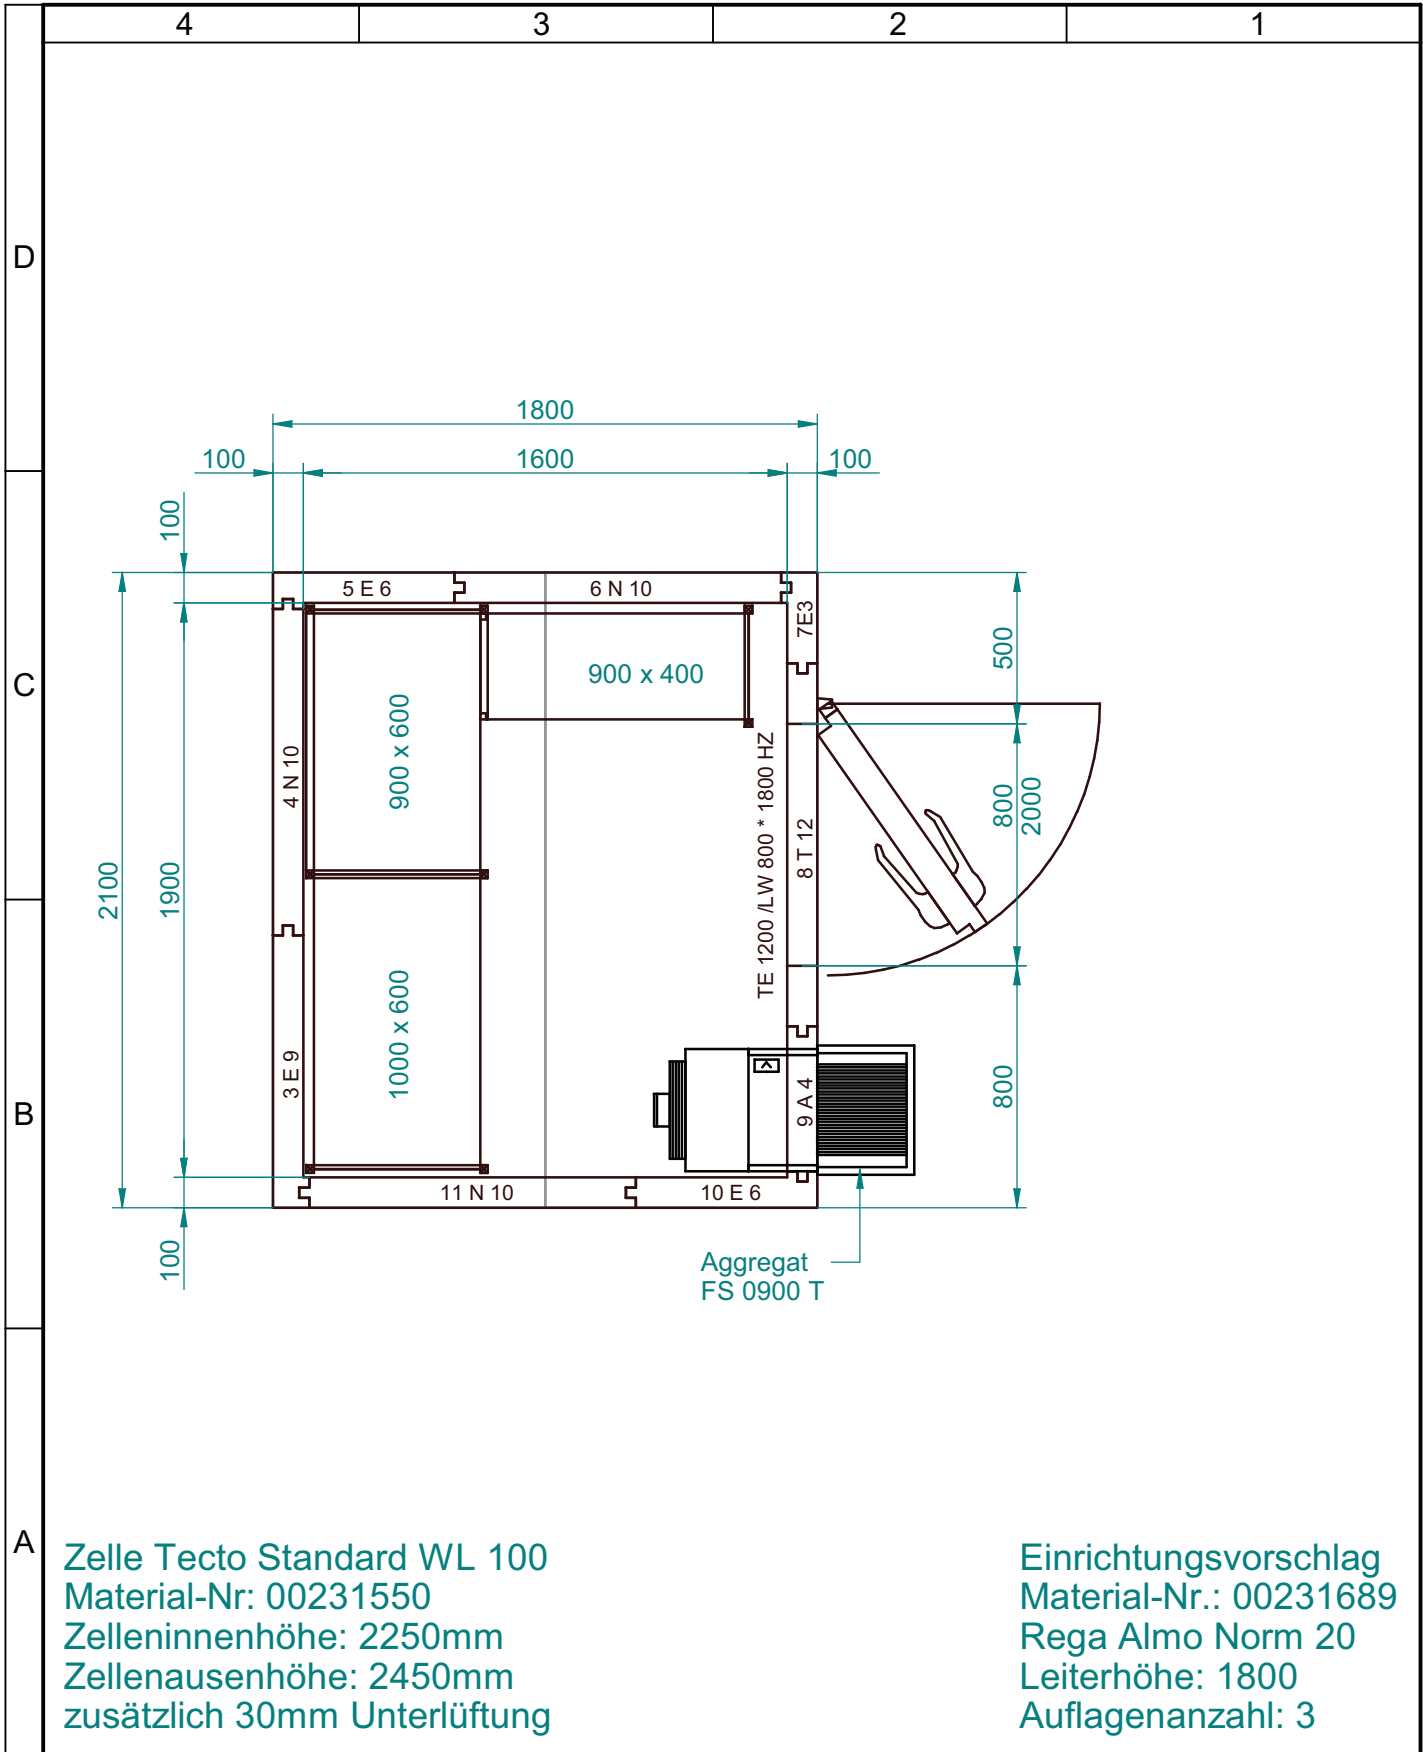 4 3 2 1
D
C
B
A
1800
100 1600 100
100
5 E 6 6 N 10
7E3
500
900 x 400
900 x 600
4 N 10
TE 1200 /LW 800 * 1800 HZ
8 T 12
800
2000
2100
1900
1000 x 600
3 E 9
9 A 4
800
11 N 10 10 E 6
100
Aggregat
FS 0900 T
Zelle Tecto Standard WL 100
Material-Nr: 00231550
Zelleninnenhöhe: 2250mm
Zellenausenhöhe: 2450mm
zusätzlich 30mm Unterlüftung
Einrichtungsvorschlag
Material-Nr.: 00231689
Rega Almo Norm 20
Leiterhöhe: 1800
Auflagenanzahl: 3